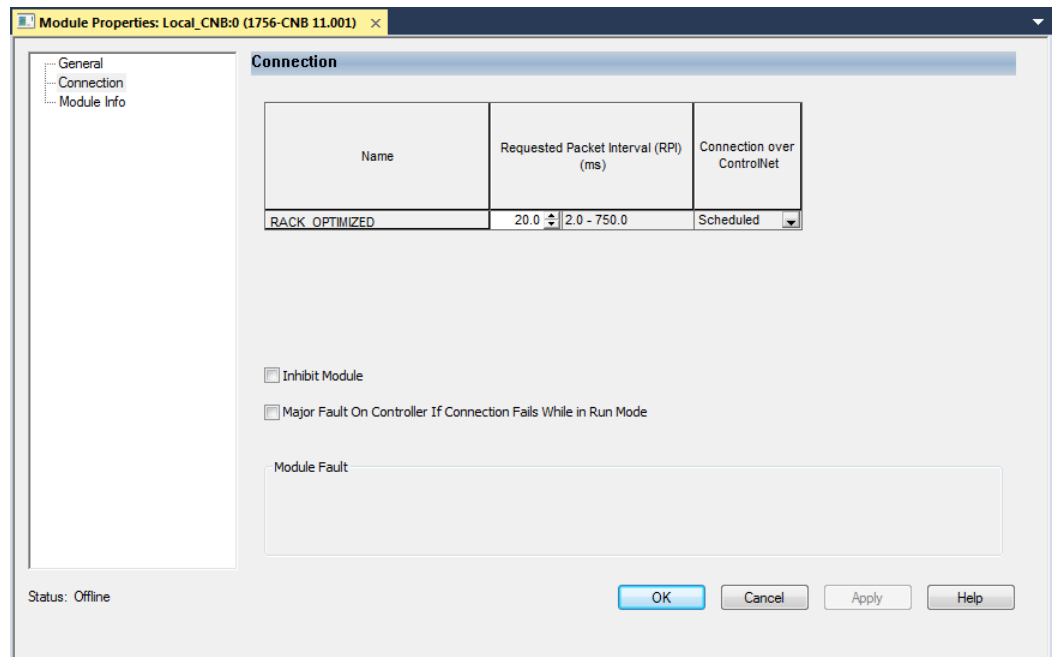 Module Properties: Local_CNB:0 (1756-CNB 11.001) ×
General
Connection
Module Info
Connection
Name
Requested Packet Interval (RPI)
(ms)
Connection over
ControlNet
RACK_OPTIMIZED 20.0 2.0 - 750.0 Scheduled
Inhibit Module
Major Fault On Controller If Connection Fails While in Run Mode
Module Fault
Status: Offline
OK Cancel Apply Help